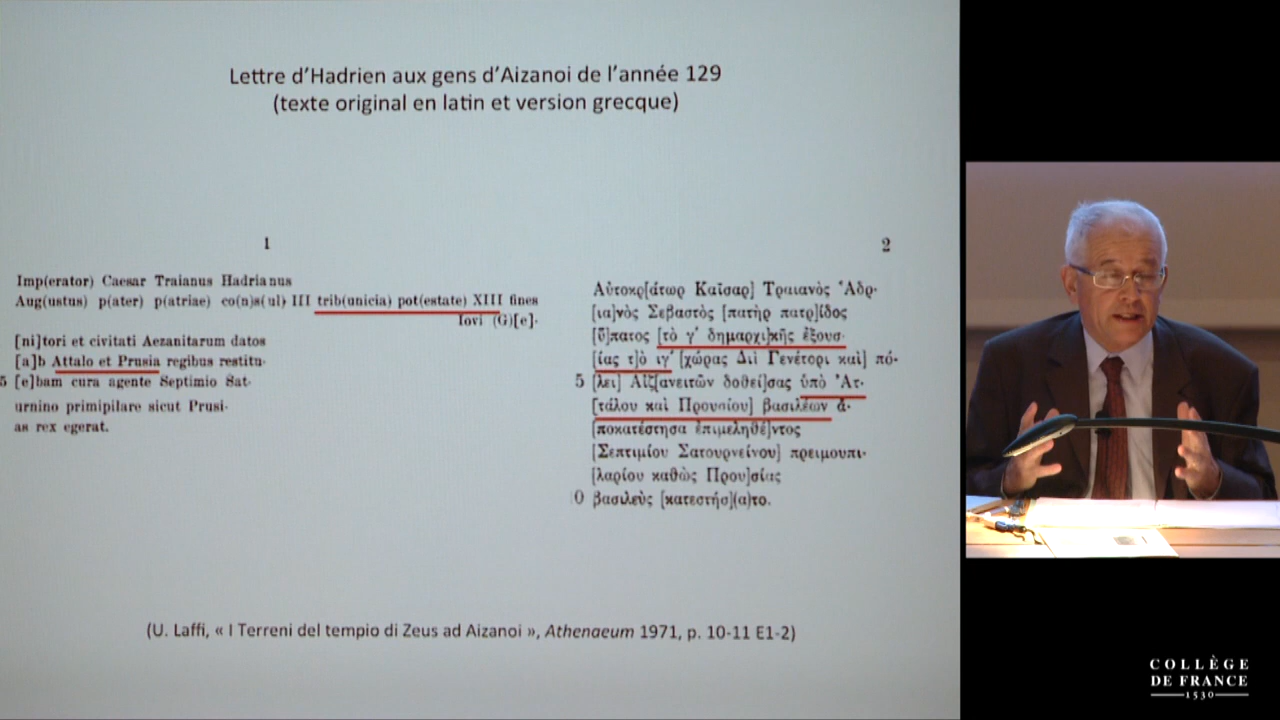 Lettre d’Hadrien aux gens d’Aizanoi de l’année 129
(texte original en latin et version grecque)
1
Imp(erator) Caesar Traianus Hadrianus
Aug(ustus) p(ater) p(atriae) co(n)s(ul) III trib(unicia) pot(estate) XIII fines
Iovi (G)[e]-
[ni]tori et civitati Aezanitarum datos
[a]b Attalo et Prusia regibus restitu-
5 [e]bam cura agente Septimio Sat-
urnino primipilare sicut Prusi-
as rex egerat.
2
Αὐτοκρ[άτωρ Καῖσαρ] Τραιανὸς Ἁδρ-
[ια]νὸς Σεβαστὸς [πατὴρ πατρ]ίδος
[ὕ]πατος [τὸ γ’ δημαρχι]κῆς ἐξουσ-
[ίας τ]ὸ ιγ’ [χώρας Διὶ Γενέτορι καὶ] πό-
5 [λει] Αἰζ[ανειτῶν δοθεί]σας ὑπὸ Ἀτ-
[τάλου καὶ Προυσίου] βασιλέων ἀ-
[ποκατέστησα ἐπιμεληθέ]ντος
[Σεπτιμίου Σατουρνείνου] πρειμουπι-
[λαρίου καθὼς Πρου]σίας
0 βασιλεὺς [κατεστήσ](α)το.
(U. Laffi, « I Terreni del tempio di Zeus ad Aizanoi », Athenaeum 1971, p. 10-11 E1-2)
COLLÈGE
DE FRANCE
1530